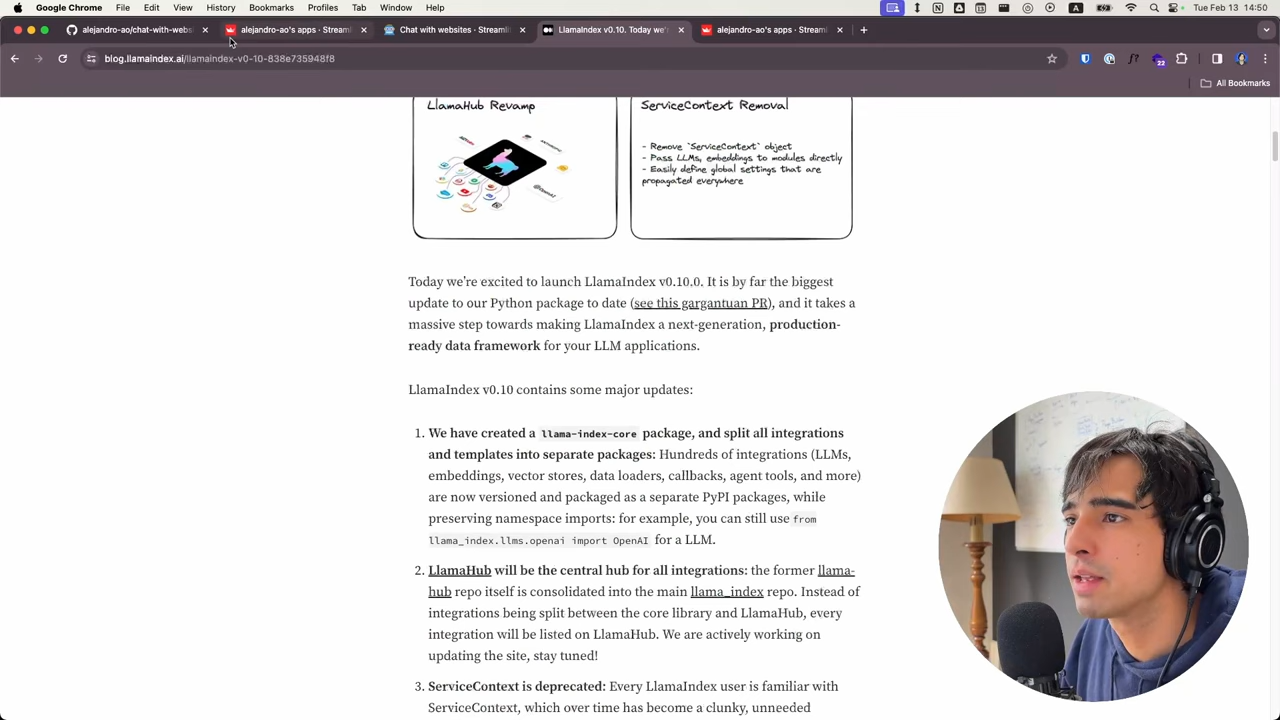 Google Chrome File Edit View History Bookmarks Profiles Tab Window Help Tue Feb 13 14:50
alejandro-ao/chat-with-webs alejandro-ao's apps · Streaml Chat with websites · Streamli LlamaIndex v0.10. Today we' alejandro-ao's apps · Streaml
blog.llamaindex.ai/llamaindex-v0-10-838e735948f8
22
All Bookmarks
LlamaHub Revamp
ServiceContext Removal
- Remove `ServiceContext` object
- Pass LLMs, embeddings to modules directly
- Easily define global settings that are
propagated everywhere
Today we're excited to launch LlamaIndex v0.10.0. It is by far the biggest
update to our Python package to date (see this gargantuan PR), and it takes a
massive step towards making LlamaIndex a next-generation, production-
ready data framework for your LLM applications.
LlamaIndex v0.10 contains some major updates:
1. We have created a llama-index-core package, and split all integrations
and templates into separate packages: Hundreds of integrations (LLMs,
embeddings, vector stores, data loaders, callbacks, agent tools, and more)
are now versioned and packaged as a separate PyPI packages, while
preserving namespace imports: for example, you can still use from
llama_index.llms.openai import OpenAI for a LLM.
2. LlamaHub will be the central hub for all integrations: the former llama-
hub repo itself is consolidated into the main llama_index repo. Instead of
integrations being split between the core library and LlamaHub, every
integration will be listed on LlamaHub. We are actively working on
updating the site, stay tuned!
3. ServiceContext is deprecated: Every LlamaIndex user is familiar with
ServiceContext, which over time has become a clunky, unneeded